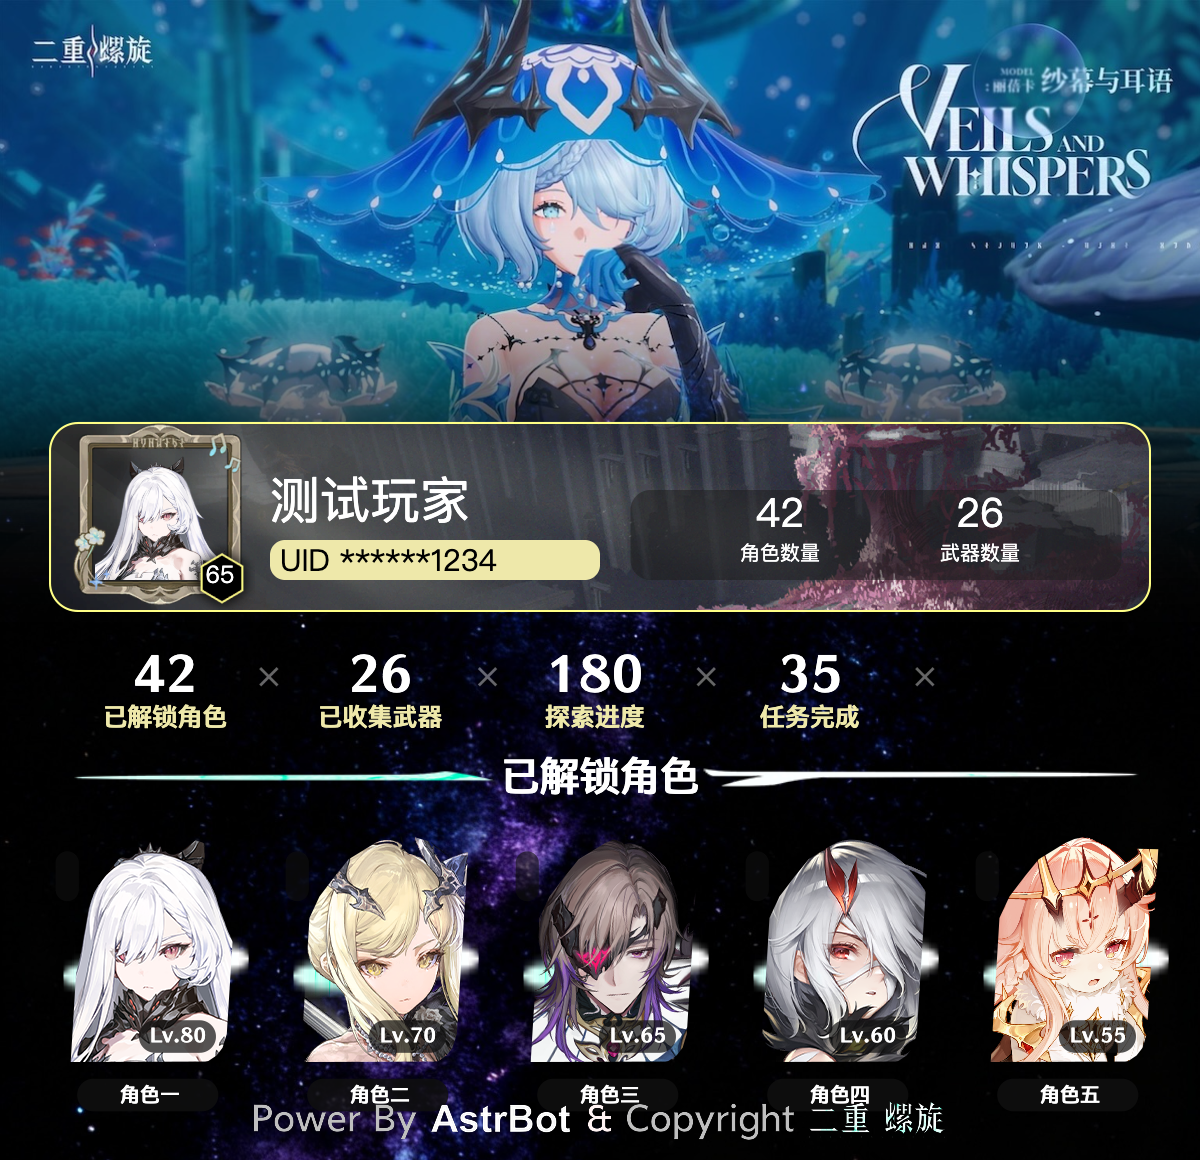 二重螺旋
MODEL
:丽蓓卡 纱幕与耳语
VEILS AND
WHISPERS
测试玩家
UID ******1234
65
42
角色数量
26
武器数量
42 × 26 × 180 × 35 ×
已解锁角色 已收集武器 探索进度 任务完成
已解锁角色
Lv.80 Lv.70 Lv.65 Lv.60 Lv.55
角色一 角色二 角色三 角色四 角色五
Power By AstrBot & Copyright 二重螺旋